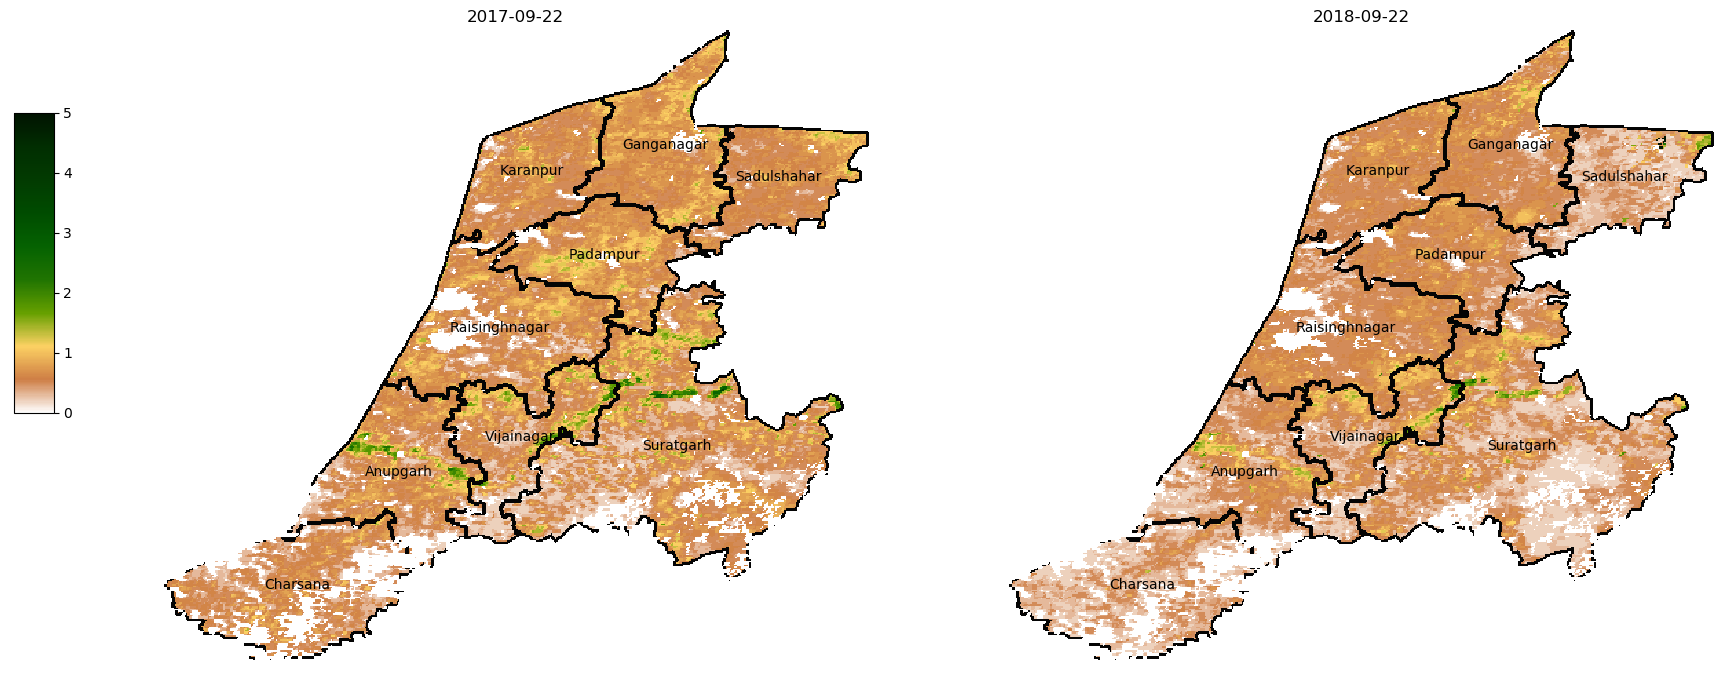 2017-09-22
2018-09-22
5
4
3
2
1
0
Ganganagar
Karanpur
Sadulshahar
Padampur
Raisinghnagar
Vijainagar
Suratgarh
Anupgarh
Charsana
Ganganagar
Karanpur
Sadulshahar
Padampur
Raisinghnagar
Vijainagar
Suratgarh
Anupgarh
Charsana